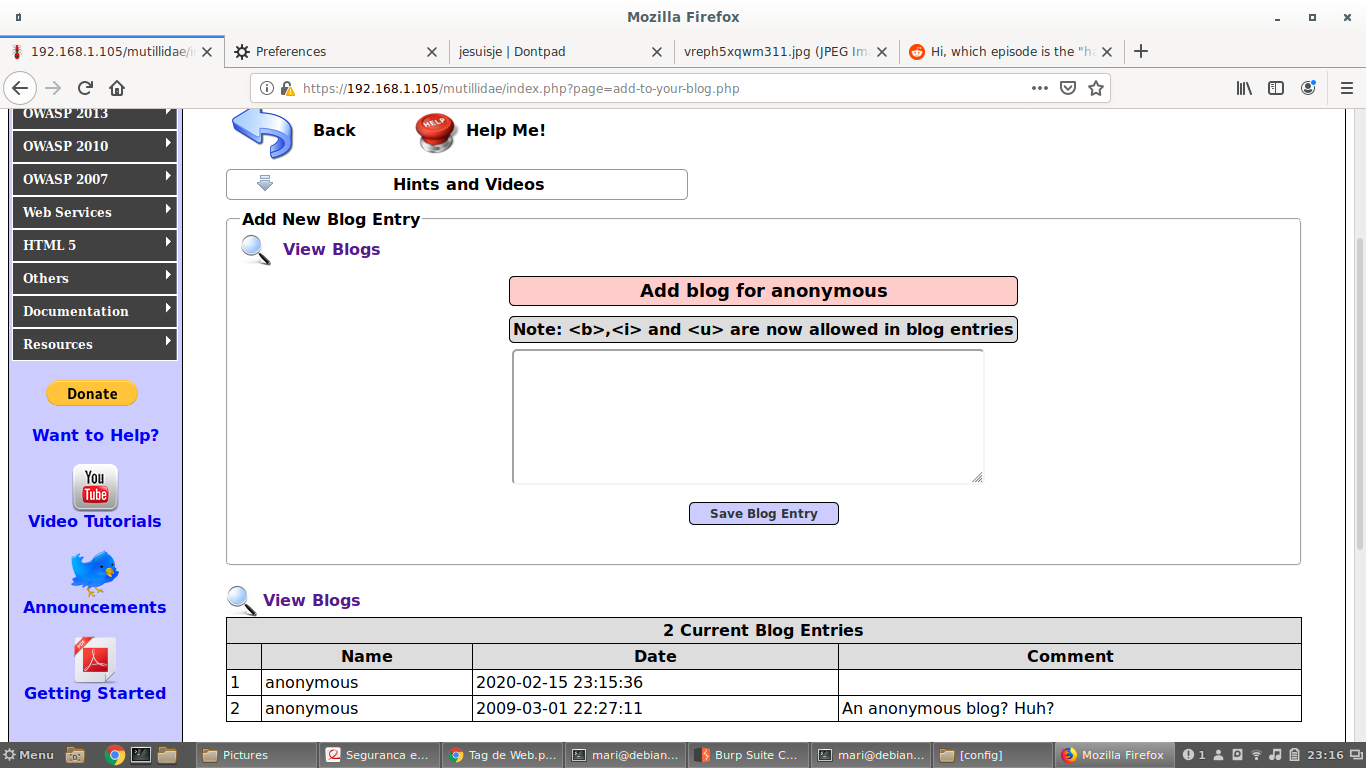 Mozilla Firefox
192.168.1.105/mutillidae/i
Preferences
jesuisje | Dontpad
vreph5xqwm311.jpg (JPEG Im
Hi, which episode is the "h
https://192.168.1.105/mutillidae/index.php?page=add-to-your-blog.php
OWASP 2013
OWASP 2010
OWASP 2007
Web Services
HTML 5
Others
Documentation
Resources
Donate
Want to Help?
You
Tube
Video Tutorials
Announcements
PDF
Getting Started
Back
HELP
Help Me!
Hints and Videos
Add New Blog Entry
View Blogs
Add blog for anonymous
Note: <b>,<i> and <u> are now allowed in blog entries
Save Blog Entry
View Blogs
2 Current Blog Entries
Name Date Comment
1 anonymous 2020-02-15 23:15:36
2 anonymous 2009-03-01 22:27:11 An anonymous blog? Huh?
Menu
Pictures
Seguranca e...
Tag de Web.p...
mari@debian...
Burp Suite C...
mari@debian...
[config]
Mozilla Firefox
1
23:16